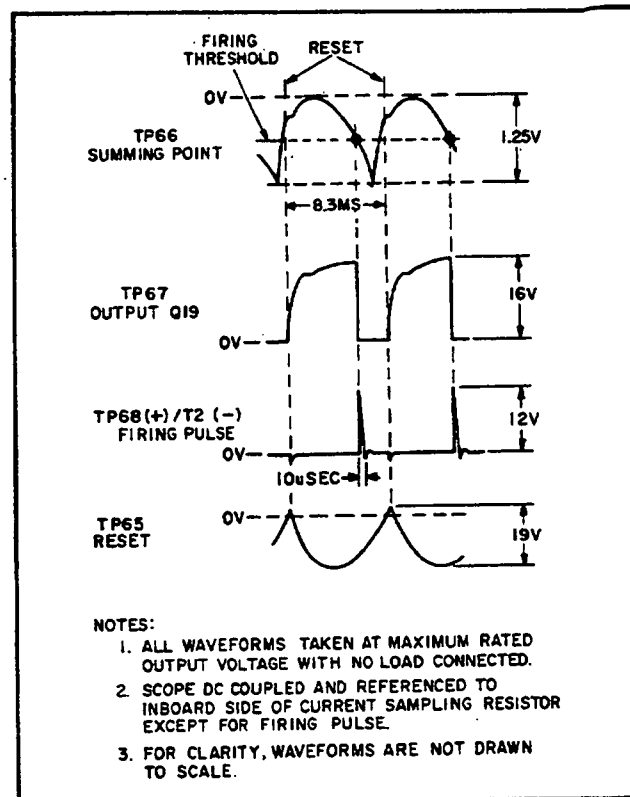 FIRING
THRESHOLD
RESET
0V
TP66
SUMMING POINT
1.25V
8.3MS
TP67
OUTPUT Q19
16V
0V
TP68(+)/T2 (-)
FIRING PULSE
12V
0V
10uSEC
TP65
RESET
0V
19V
NOTES:
1. ALL WAVEFORMS TAKEN AT MAXIMUM RATED
OUTPUT VOLTAGE WITH NO LOAD CONNECTED.
2. SCOPE DC COUPLED AND REFERENCED TO
INBOARD SIDE OF CURRENT SAMPLING RESISTOR
EXCEPT FOR FIRING PULSE.
3. FOR CLARITY, WAVEFORMS ARE NOT DRAWN
TO SCALE.